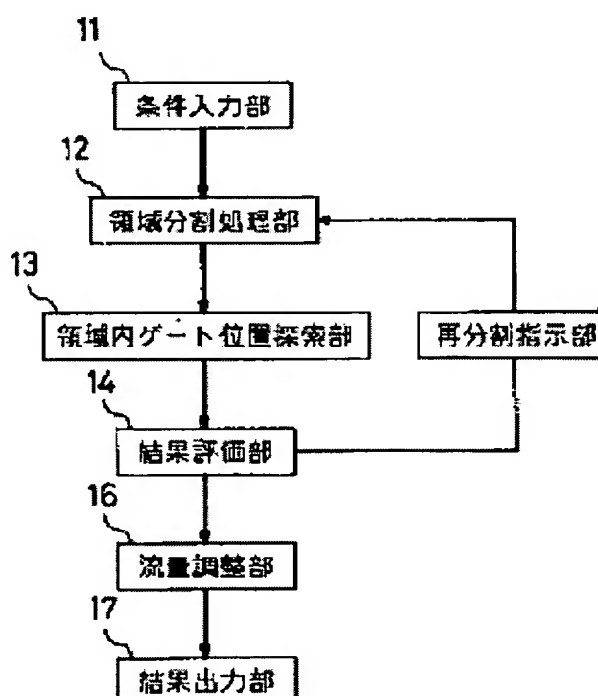 11
条件入力部
12
領域分割処理部
13
領域内ゲート位置探索部
再分割指示部
14
結果評価部
16
流量調整部
17
結果出力部